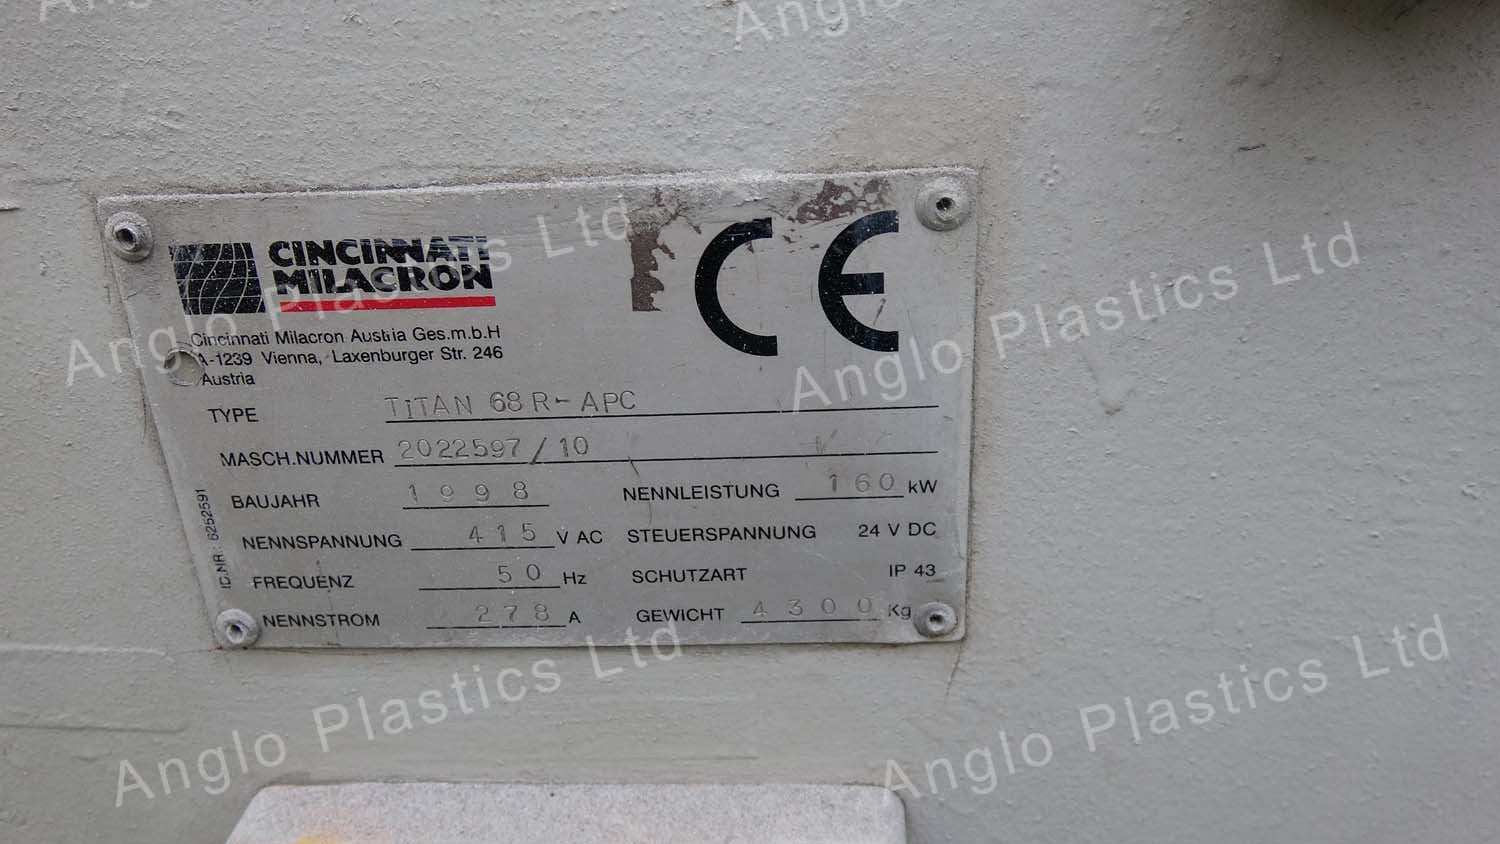 Anglo Plastics Ltd
CINCINNATI
MILACRON
CE
Cincinnati Milacron Austria Ges.m.b.H
A-1239 Vienna, Laxenburger Str. 246
Austria
TYPE TiTAN 68 R-APC
MASCH.NUMMER 2022597/10
BAUJAHR 1998 NENNLEISTUNG 160 kW
NENNSPANNUNG 415 V AC STEUERSPANNUNG 24 V DC
FREQUENZ 50 Hz SCHUTZART IP 43
NENNSTROM 278 A GEWICHT 4300 Kg
ID.NR: 6252591
Anglo Plastics Ltd
Anglo Plastics Ltd
Anglo Plastics Ltd
Anglo Plastics
Anglo